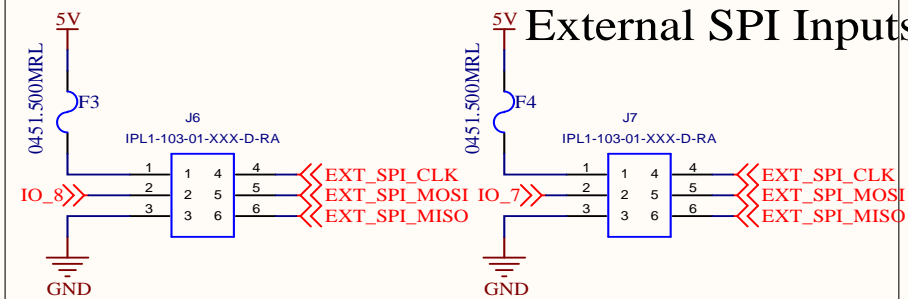 External SPI Inputs
5V
0451.500MRL
F3
J6
IPL1-103-01-XXX-D-RA
1 1 4 4 EXT_SPI_CLK
IO_8 2 2 5 5 EXT_SPI_MOSI
3 3 6 6 EXT_SPI_MISO
GND
5V
0451.500MRL
F4
J7
IPL1-103-01-XXX-D-RA
1 1 4 4 EXT_SPI_CLK
IO_7 2 2 5 5 EXT_SPI_MOSI
3 3 6 6 EXT_SPI_MISO
GND